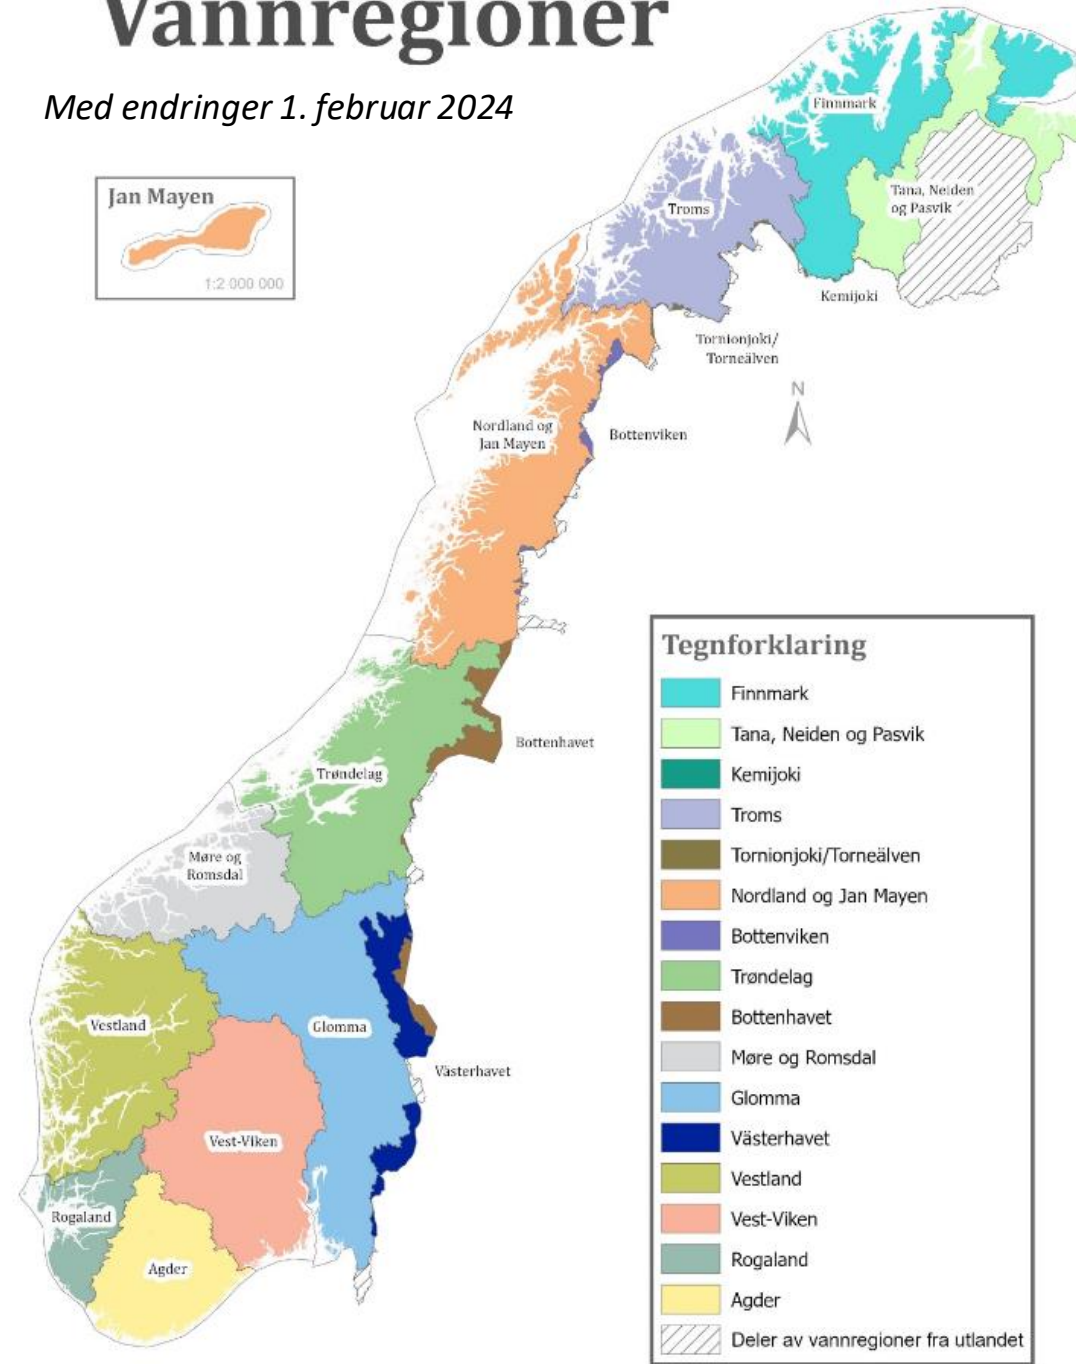 Vannregioner
Med endringer 1. februar 2024
Jan Mayen
1:2 000 000
Finnmark
Tana, Neiden
og Pasvik
Troms
Kemijoki
Tornionjoki/
Torneälven
N
Nordland og
Jan Mayen
Bottenviken
Bottenhavet
Trøndelag
Møre og
Romsdal
Vestland
Glomma
Västerhavet
Vest-Viken
Rogaland
Agder
Tegnforklaring
Finnmark
Tana, Neiden og Pasvik
Kemijoki
Troms
Tornionjoki/Torneälven
Nordland og Jan Mayen
Bottenviken
Trøndelag
Bottenhavet
Møre og Romsdal
Glomma
Västerhavet
Vestland
Vest-Viken
Rogaland
Agder
Deler av vannregioner fra utlandet